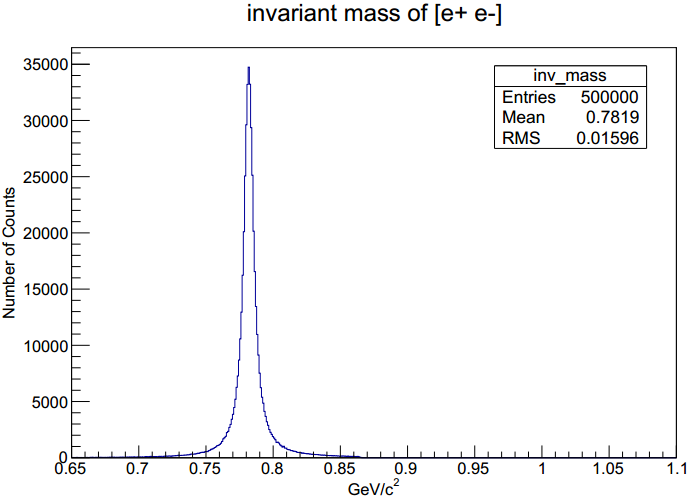 invariant mass of [e+ e-]
inv_mass
Entries 500000
Mean 0.7819
RMS 0.01596
Number of Counts
35000
30000
25000
20000
15000
10000
5000
0
0.65 0.7 0.75 0.8 0.85 0.9 0.95 1 1.05 1.1
GeV/c²